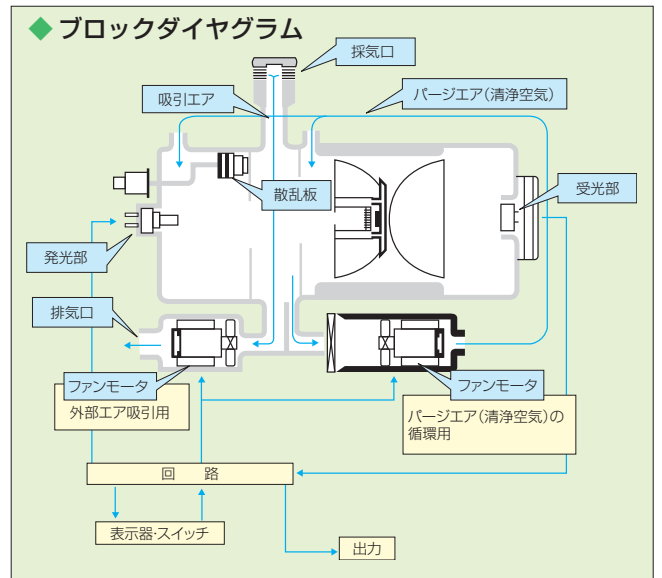 ◆ ブロックダイヤグラム
採気口
吸引エア
パージエア(清浄空気)
散乱板
受光部
発光部
排気口
ファンモータ
外部エア吸引用
ファンモータ
パージエア(清浄空気)の
循環用
回 路
表示器・スイッチ
出力